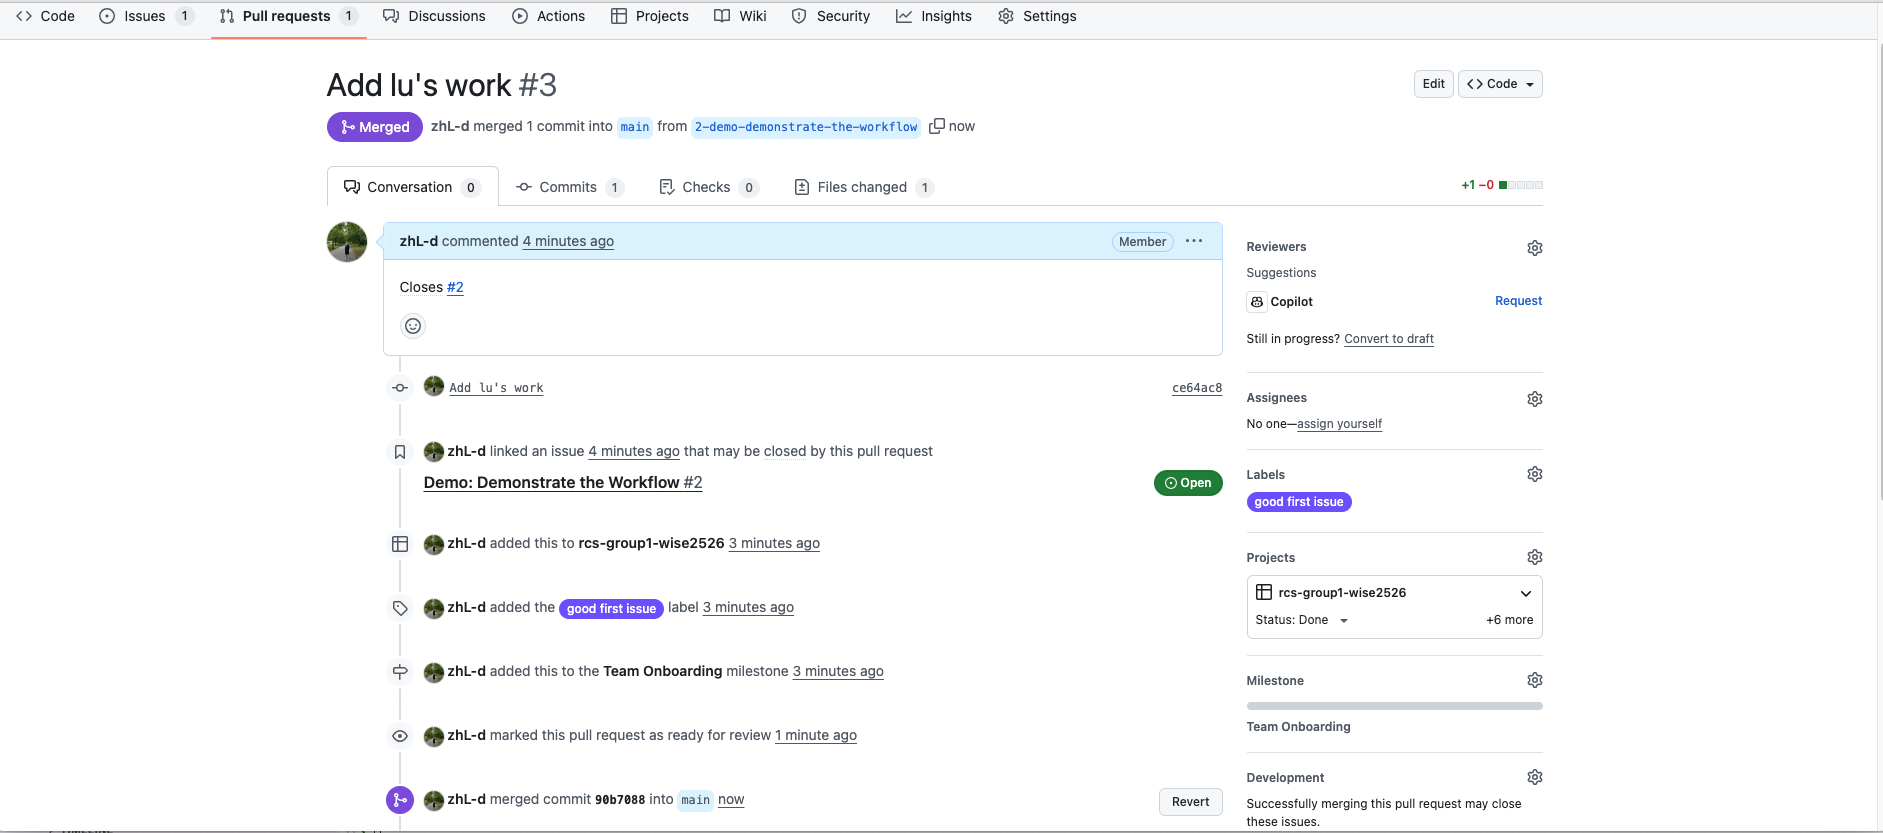 Code Issues 1 Pull requests 1 Discussions Actions Projects Wiki Security Insights Settings
Add lu's work #3
Edit Code
Merged zhL-d merged 1 commit into main from 2-demo-demonstrate-the-workflow now
Conversation 0 Commits 1 Checks 0 Files changed 1
+1 −0
zhL-d commented 4 minutes ago Member
Closes #2
Add lu's work ce64ac8
zhL-d linked an issue 4 minutes ago that may be closed by this pull request
Demo: Demonstrate the Workflow #2 Open
zhL-d added this to rcs-group1-wise2526 3 minutes ago
zhL-d added the good first issue label 3 minutes ago
zhL-d added this to the Team Onboarding milestone 3 minutes ago
zhL-d marked this pull request as ready for review 1 minute ago
zhL-d merged commit 90b7088 into main now Revert
Reviewers
Suggestions
Copilot Request
Still in progress? Convert to draft
Assignees
No one—assign yourself
Labels
good first issue
Projects
rcs-group1-wise2526
Status: Done +6 more
Milestone
Team Onboarding
Development
Successfully merging this pull request may close
these issues.